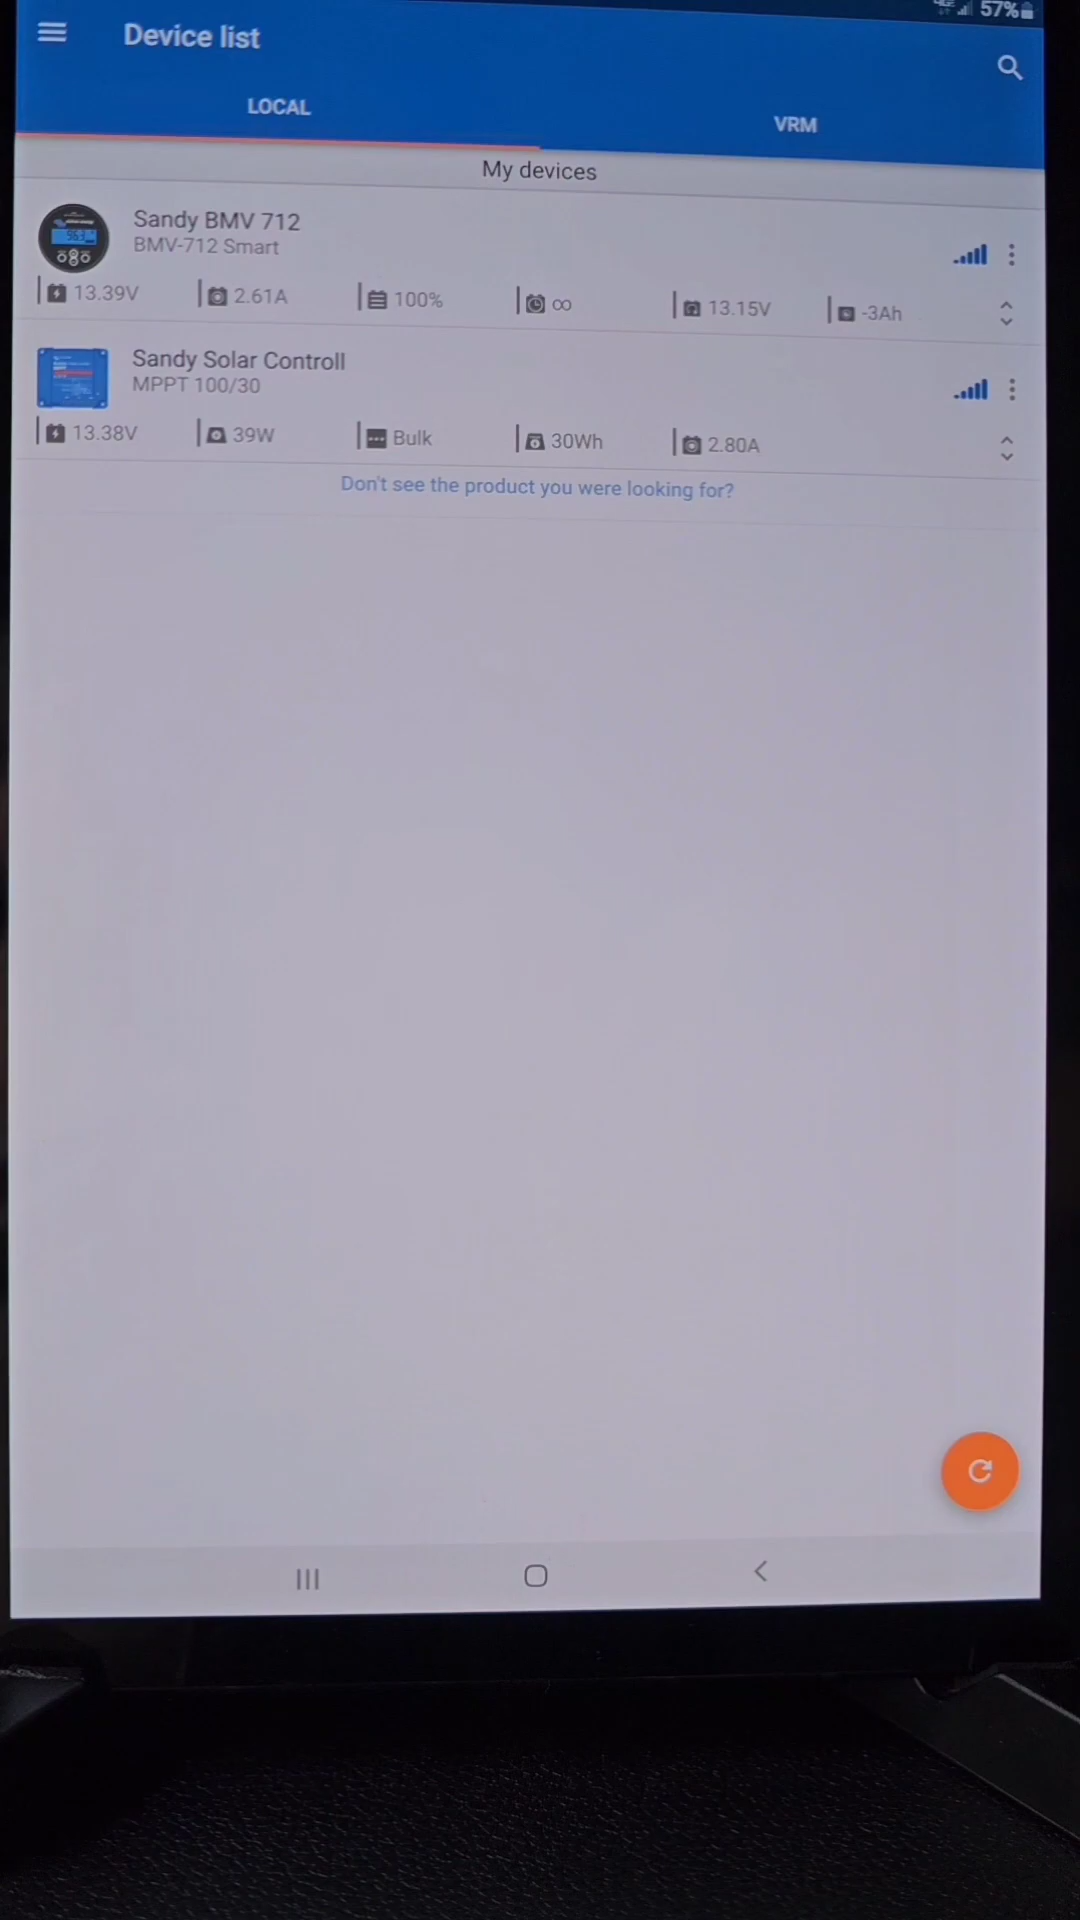 57%
Device list
LOCAL
VRM
My devices
Sandy BMV 712
BMV-712 Smart
13.39V 2.61A 100% ∞ 13.15V -3Ah
Sandy Solar Controll
MPPT 100/30
13.38V 39W Bulk 30Wh 2.80A
Don't see the product you were looking for?